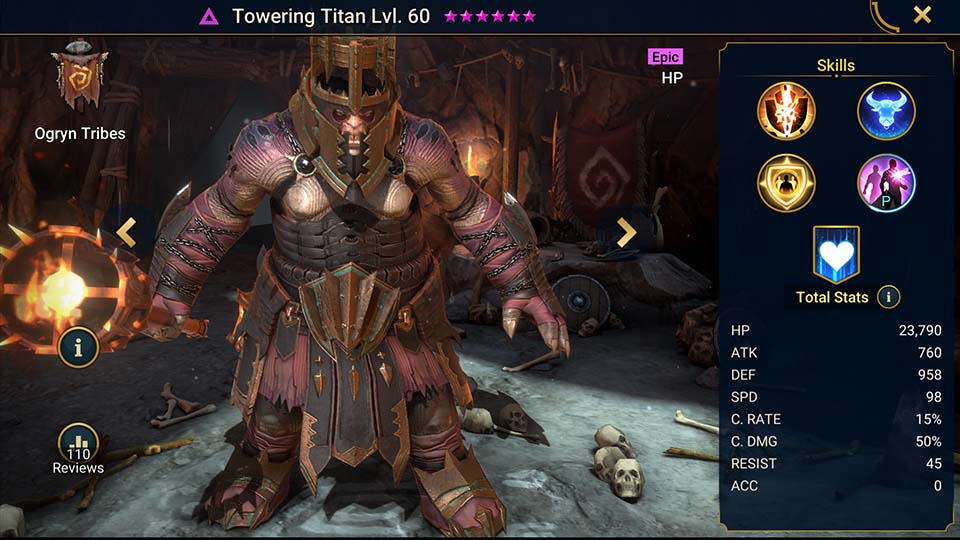 Towering Titan Lvl. 60
Ogryn Tribes
Epic
HP
Skills
P
Total Stats
i
HP 23,790
ATK 760
DEF 958
SPD 98
C. RATE 15%
C. DMG 50%
RESIST 45
ACC 0
i
110
Reviews